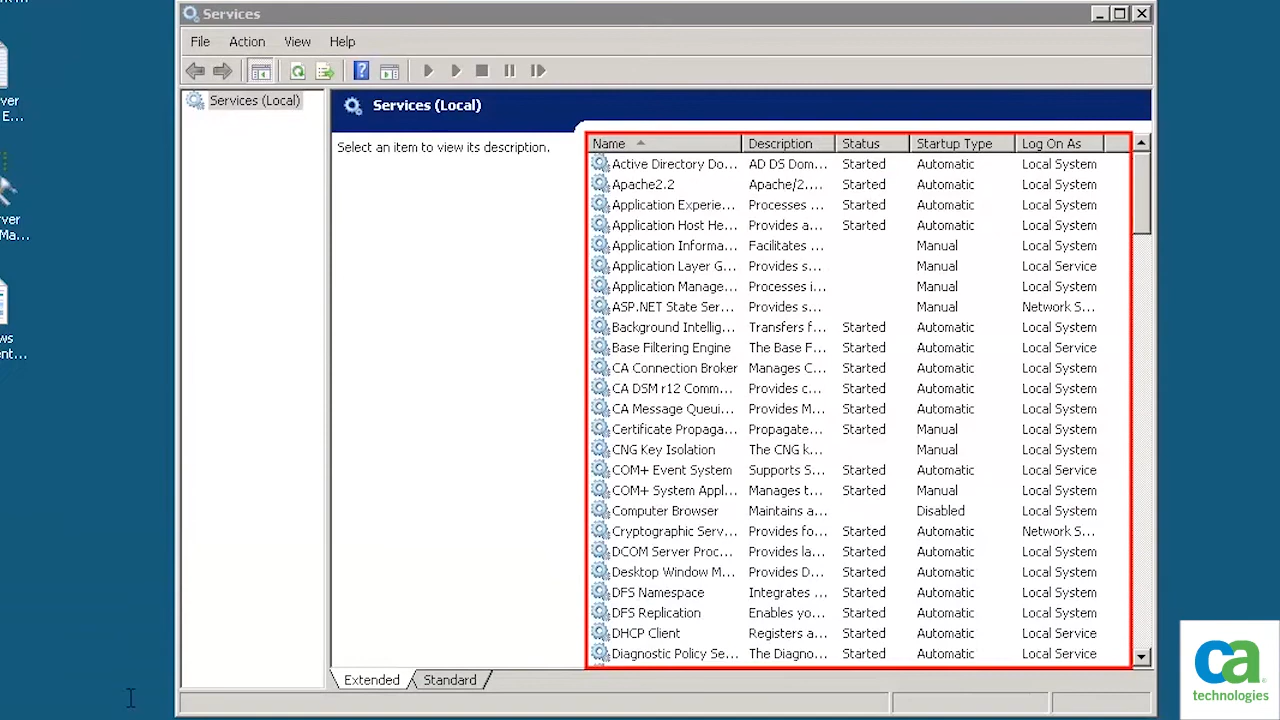 Services
File Action View Help
Services (Local)
Services (Local)
Select an item to view its description.
Name Description Status Startup Type Log On As
Active Directory Do... AD DS Dom... Started Automatic Local System
Apache2.2 Apache/2.... Started Automatic Local System
Application Experie... Processes ... Started Automatic Local System
Application Host He... Provides a... Started Automatic Local System
Application Informa... Facilitates ... Manual Local System
Application Layer G... Provides s... Manual Local Service
Application Manage... Processes i... Manual Local System
ASP.NET State Ser... Provides s... Manual Network S...
Background Intellig... Transfers f... Started Automatic Local System
Base Filtering Engine The Base F... Started Automatic Local Service
CA Connection Broker Manages C... Started Automatic Local System
CA DSM r12 Comm... Provides c... Started Automatic Local System
CA Message Queui... Provides M... Started Automatic Local System
Certificate Propaga... Propagate... Started Manual Local System
CNG Key Isolation The CNG k... Manual Local System
COM+ Event System Supports S... Started Automatic Local Service
COM+ System Appl... Manages t... Started Manual Local System
Computer Browser Maintains a... Disabled Local System
Cryptographic Serv... Provides fo... Started Automatic Network S...
DCOM Server Proc... Provides la... Started Automatic Local System
Desktop Window M... Provides D... Started Automatic Local System
DFS Namespace Integrates ... Started Automatic Local System
DFS Replication Enables yo... Started Automatic Local System
DHCP Client Registers a... Started Automatic Local Service
Diagnostic Policy Se... The Diagno... Started Automatic Local Service
Extended Standard
ver
E...
ver
Ma...
ws
ent...
ca
technologies